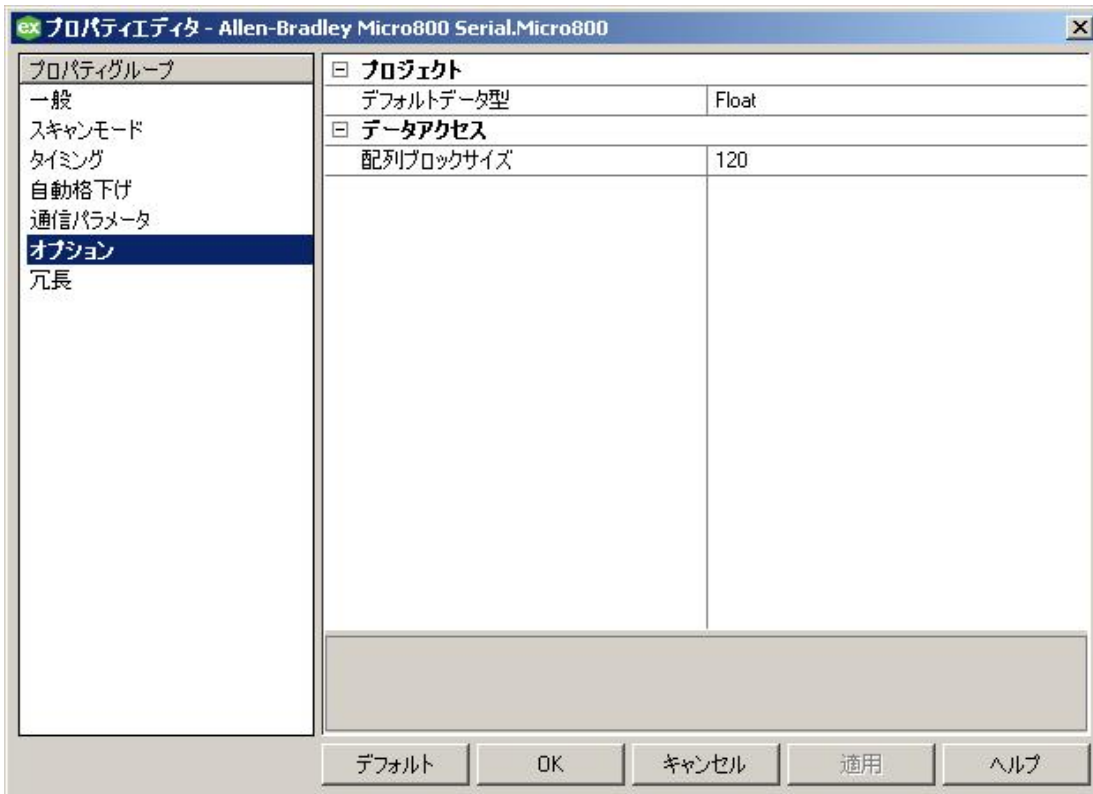 ex プロパティエディタ - Allen-Bradley Micro800 Serial.Micro800
プロパティグループ
一般
スキャンモード
タイミング
自動格下げ
通信パラメータ
オプション
冗長
プロジェクト
デフォルトデータ型 Float
データアクセス
配列ブロックサイズ 120
デフォルト OK キャンセル 適用 ヘルプ